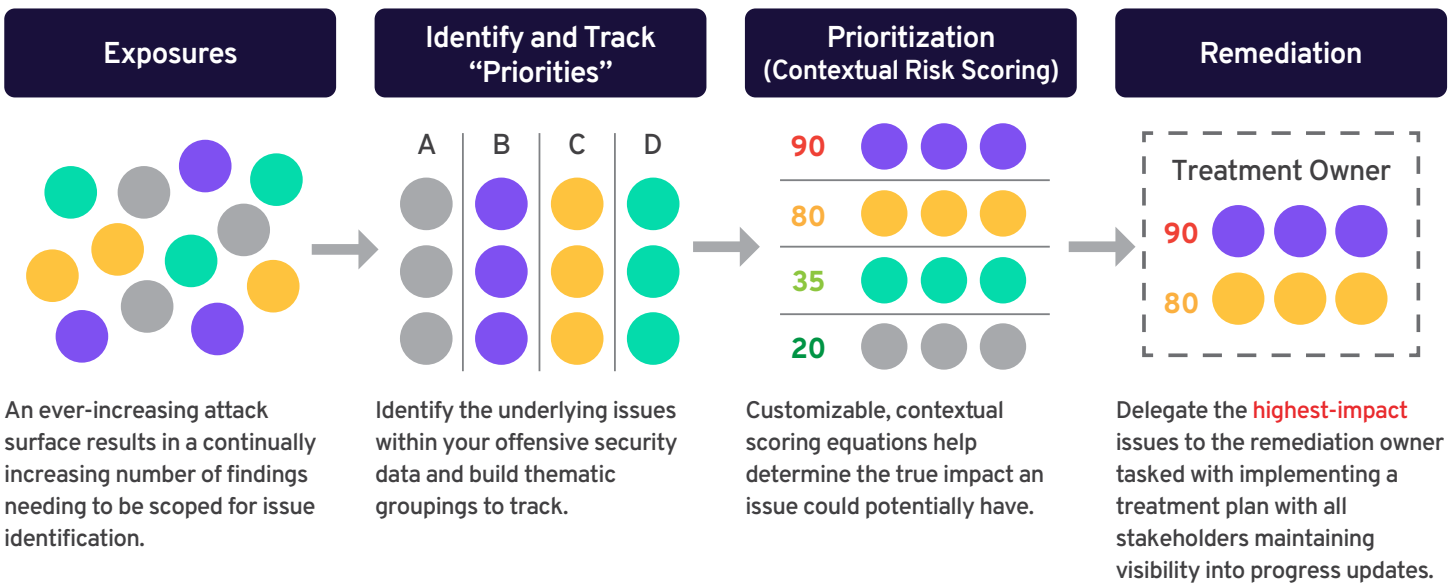 Exposures
An ever-increasing attack
surface results in a continually
increasing number of findings
needing to be scoped for issue
identification.
Identify and Track
“Priorities”
A B C D
Identify the underlying issues
within your offensive security
data and build thematic
groupings to track.
Prioritization
(Contextual Risk Scoring)
90
80
35
20
Customizable, contextual
scoring equations help
determine the true impact an
issue could potentially have.
Remediation
Treatment Owner
90
80
Delegate the highest-impact
issues to the remediation owner
tasked with implementing a
treatment plan with all
stakeholders maintaining
visibility into progress updates.